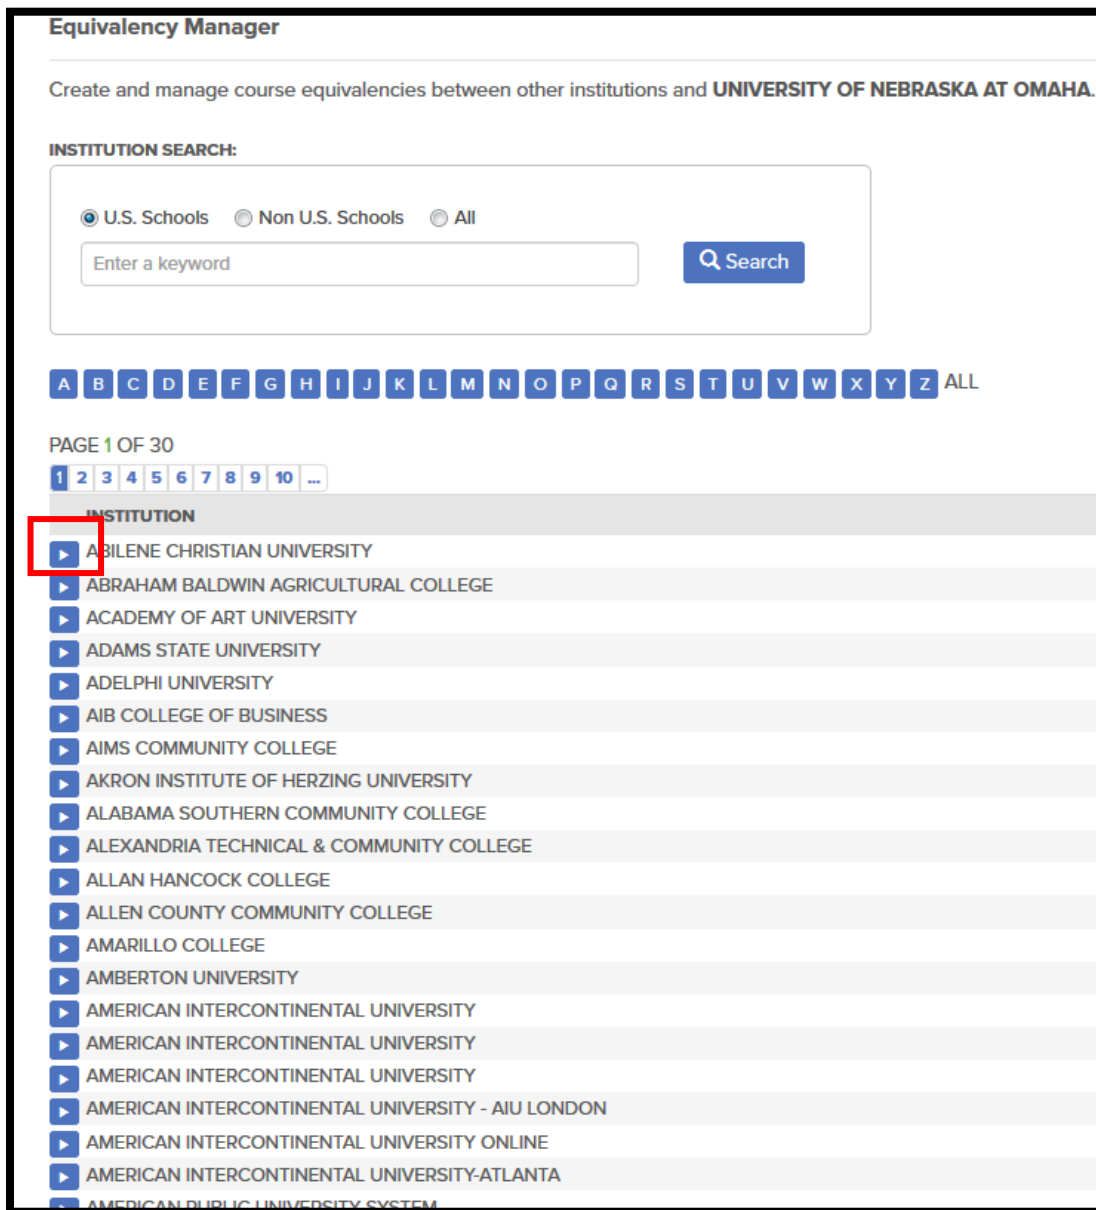 Equivalency Manager
Create and manage course equivalencies between other institutions and UNIVERSITY OF NEBRASKA AT OMAHA.
INSTITUTION SEARCH:
U.S. Schools Non U.S. Schools All
Enter a keyword Search
A B C D E F G H I J K L M N O P Q R S T U V W X Y Z ALL
PAGE 1 OF 30
1 2 3 4 5 6 7 8 9 10 ...
INSTITUTION
ABILENE CHRISTIAN UNIVERSITY
ABRAHAM BALDWIN AGRICULTURAL COLLEGE
ACADEMY OF ART UNIVERSITY
ADAMS STATE UNIVERSITY
ADELPHI UNIVERSITY
AIB COLLEGE OF BUSINESS
AIMS COMMUNITY COLLEGE
AKRON INSTITUTE OF HERZING UNIVERSITY
ALABAMA SOUTHERN COMMUNITY COLLEGE
ALEXANDRIA TECHNICAL & COMMUNITY COLLEGE
ALLAN HANCOCK COLLEGE
ALLEN COUNTY COMMUNITY COLLEGE
AMARILLO COLLEGE
AMBERTON UNIVERSITY
AMERICAN INTERCONTINENTAL UNIVERSITY
AMERICAN INTERCONTINENTAL UNIVERSITY
AMERICAN INTERCONTINENTAL UNIVERSITY
AMERICAN INTERCONTINENTAL UNIVERSITY - AIU LONDON
AMERICAN INTERCONTINENTAL UNIVERSITY ONLINE
AMERICAN INTERCONTINENTAL UNIVERSITY-ATLANTA
AMERICAN PUBLIC UNIVERSITY SYSTEM